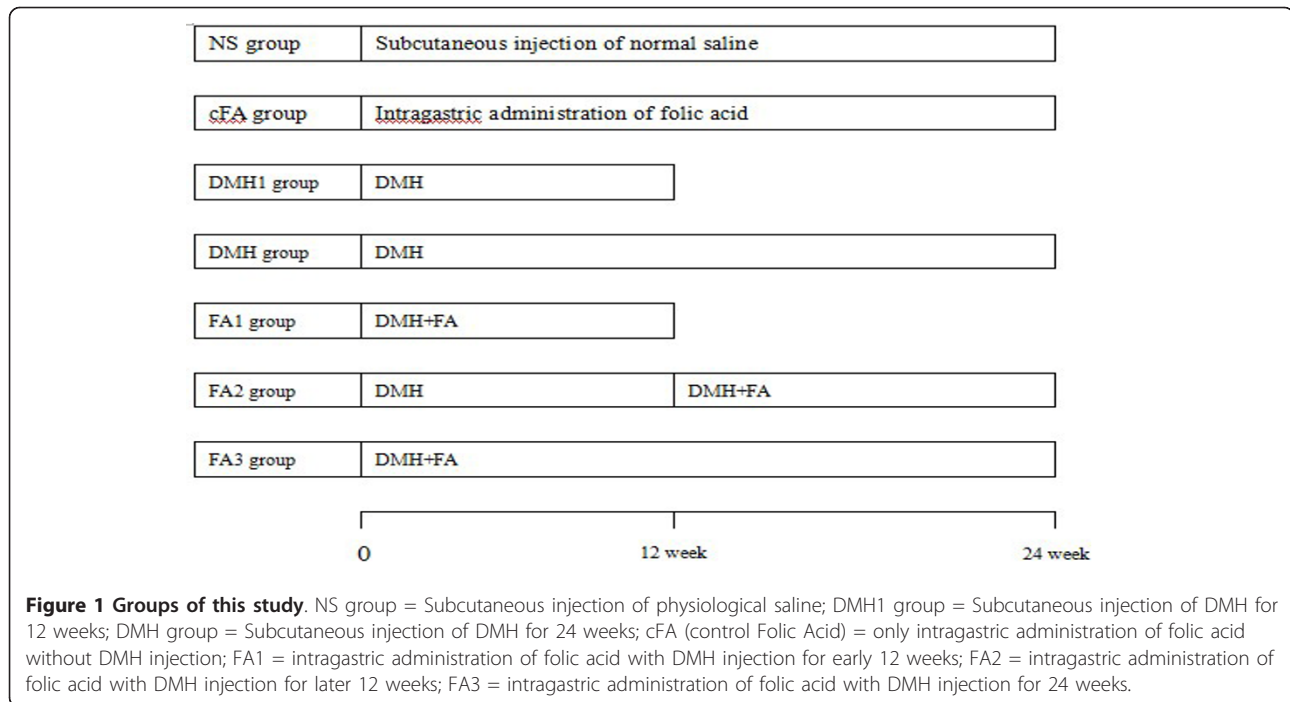 NS group Subcutaneous injection of normal saline
cFA group Intragastric administration of folic acid
DMH1 group DMH
DMH group DMH
FA1 group DMH+FA
FA2 group DMH DMH+FA
FA3 group DMH+FA
0 12 week 24 week
Figure 1 Groups of this study. NS group = Subcutaneous injection of physiological saline; DMH1 group = Subcutaneous injection of DMH for
12 weeks; DMH group = Subcutaneous injection of DMH for 24 weeks; cFA (control Folic Acid) = only intragastric administration of folic acid
without DMH injection; FA1 = intragastric administration of folic acid with DMH injection for early 12 weeks; FA2 = intragastric administration of
folic acid with DMH injection for later 12 weeks; FA3 = intragastric administration of folic acid with DMH injection for 24 weeks.